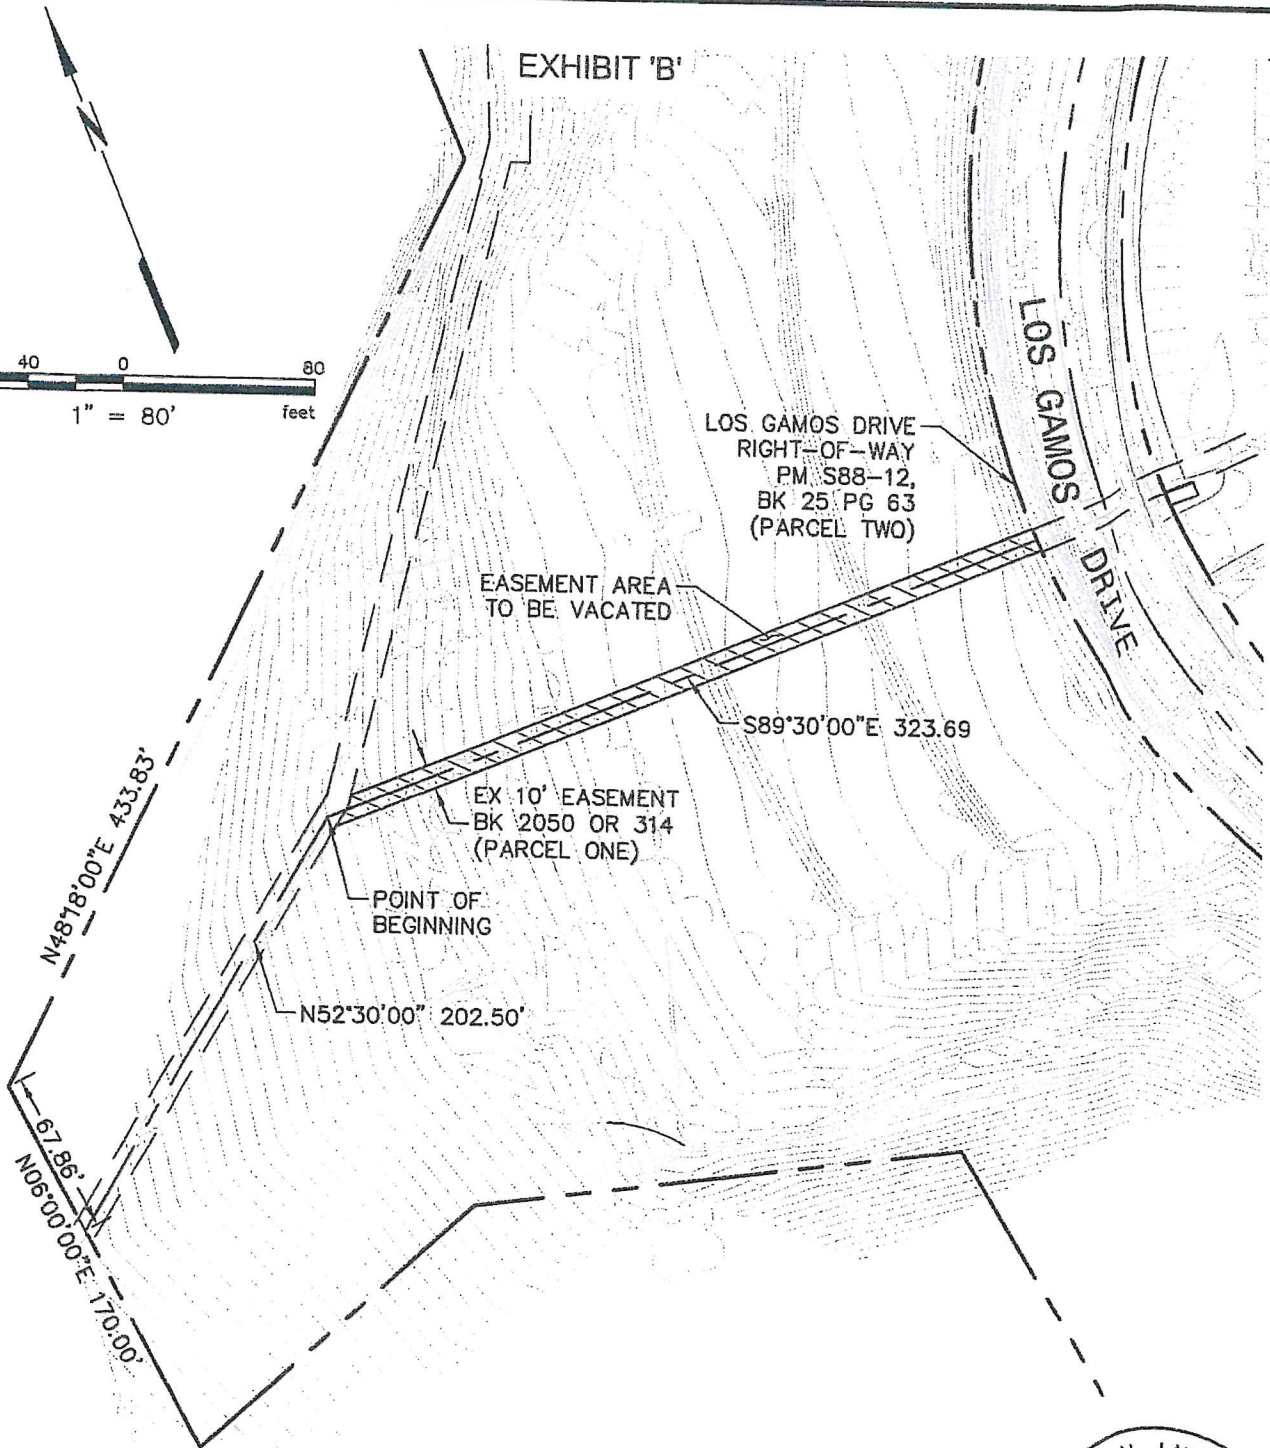 EXHIBIT 'B'
N
40 0 80
1" = 80' feet
LOS GAMOS DRIVE
RIGHT-OF-WAY
PM S88-12,
BK 25 PG 63
(PARCEL TWO)
LOS GAMOS
DRIVE
EASEMENT AREA
TO BE VACATED
S89°30'00"E 323.69
EX 10' EASEMENT
BK 2050 OR 314
(PARCEL ONE)
POINT OF
BEGINNING
N48°18'00"E 433.83'
N52°30'00" 202.50'
67.86'
N06°00'00"E 170.00'